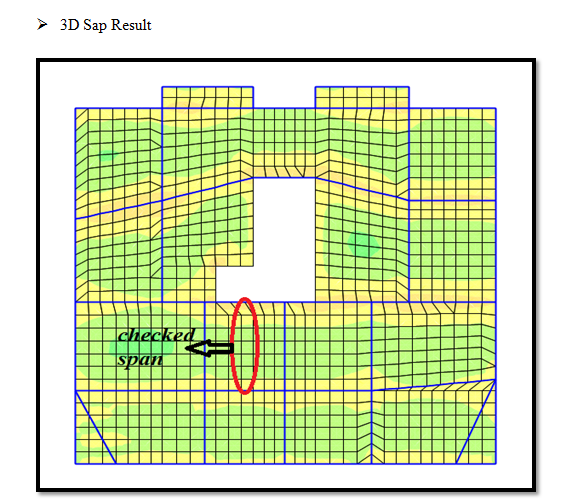 ➢ 3D Sap Result
checked
span